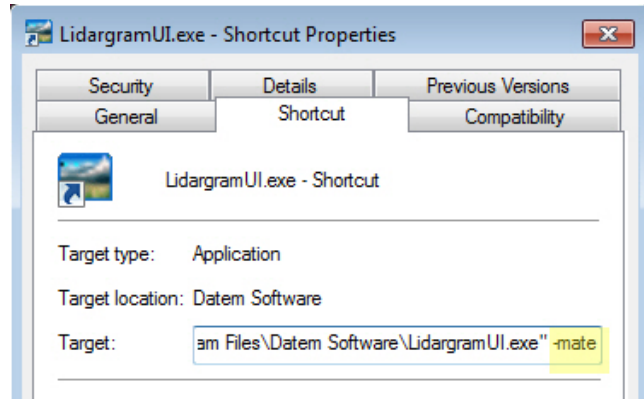 LidargramUI.exe - Shortcut Properties
Security Details Previous Versions
General Shortcut Compatibility
LidargramUI.exe - Shortcut
Target type: Application
Target location: Datem Software
Target: am Files\Datem Software\LidargramUI.exe" -mate